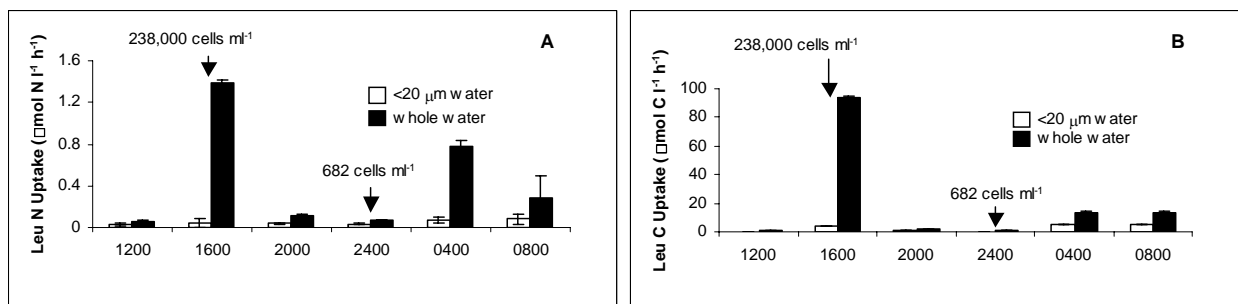 A
238,000 cells ml-1
Leu N Uptake (□mol N l-1 h-1)
1.6
1.2
0.8
0.4
0
<20 μm water
whole water
682 cells ml-1
1200 1600 2000 2400 0400 0800
B
238,000 cells ml-1
Leu C Uptake (□mol C l-1 h-1)
100
80
60
40
20
0
<20 μm water
whole water
682 cells ml-1
1200 1600 2000 2400 0400 0800